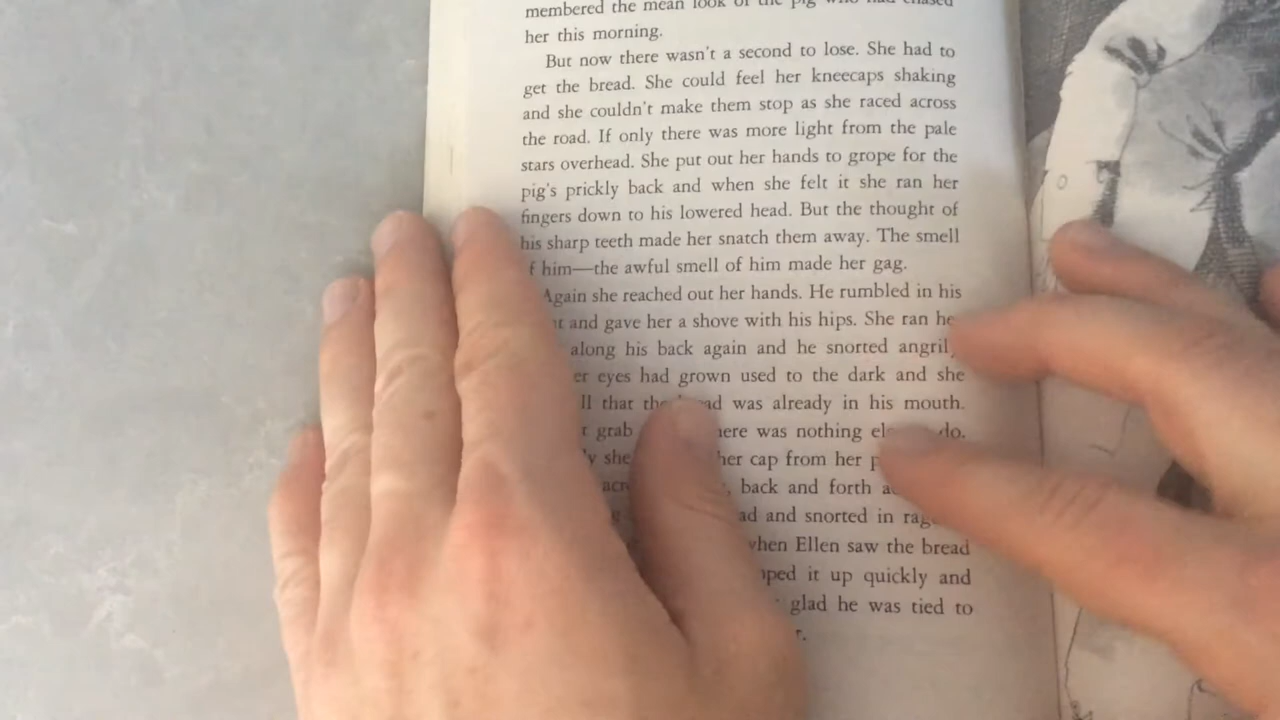 membered the mean look of the pig who had chased
her this morning.
But now there wasn't a second to lose. She had to
get the bread. She could feel her kneecaps shaking
and she couldn't make them stop as she raced across
the road. If only there was more light from the pale
stars overhead. She put out her hands to grope for the
pig's prickly back and when she felt it she ran her
fingers down to his lowered head. But the thought of
his sharp teeth made her snatch them away. The smell
him—the awful smell of him made her gag.
Again she reached out her hands. He rumbled in his
and gave her a shove with his hips. She ran
along his back again and he snorted
eyes had grown used to the dark and she
that was already in his mouth.
grab nothing
she her cap from her
back and forth
and snorted in
when Ellen saw the bread
it up quickly and
glad he was tied to